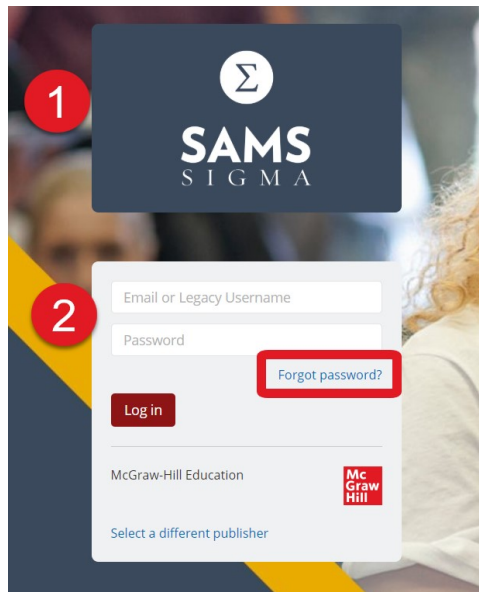 1
Σ
SAMS
SIGMA
2
Email or Legacy Username
Password
Forgot password?
Log in
McGraw-Hill Education
Mc
Graw
Hill
Select a different publisher